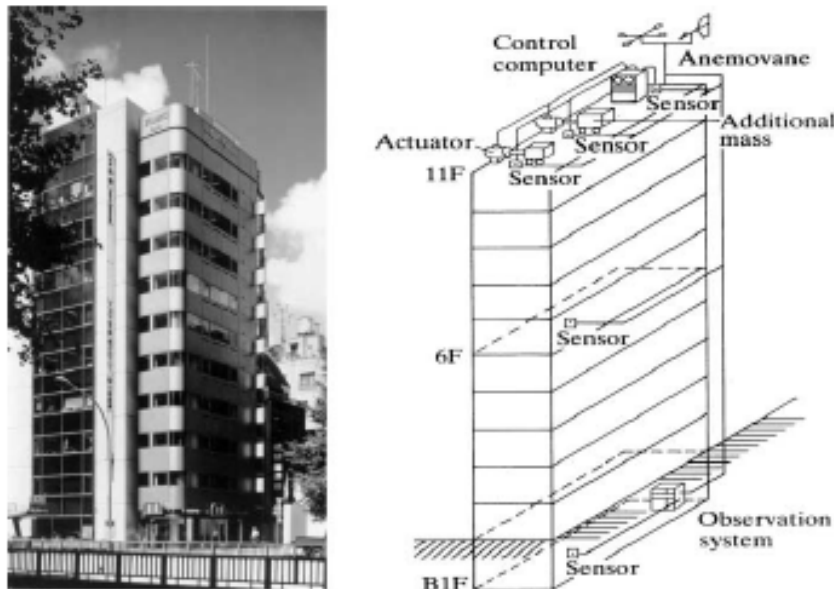 Control
computer
Anemovane
Sensor
Additional
mass
Actuator
Sensor
11F
Sensor
Sensor
6F
Observation
system
Sensor
B1F